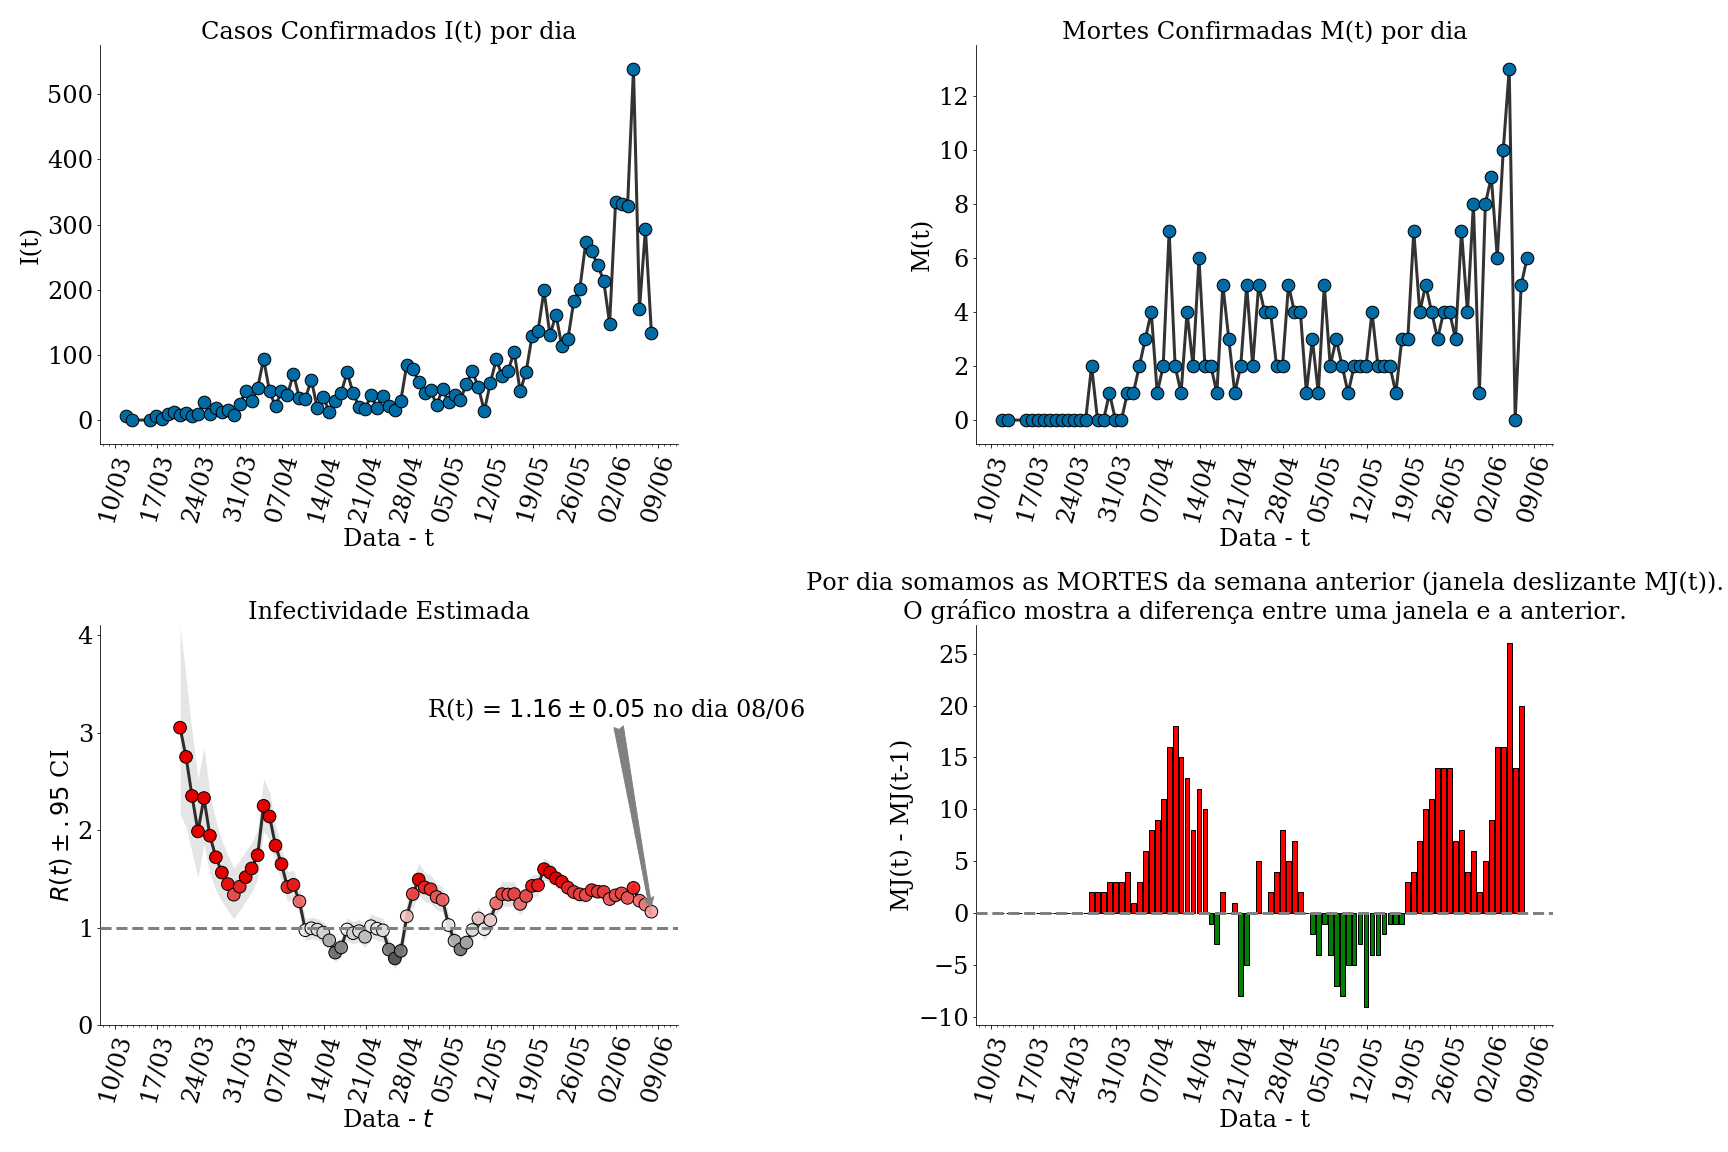 Casos Confirmados I(t) por dia
I(t)
500
400
300
200
100
0
10/03 17/03 24/03 31/03 07/04 14/04 21/04 28/04 05/05 12/05 19/05 26/05 02/06 09/06
Data - t
Mortes Confirmadas M(t) por dia
M(t)
12
10
8
6
4
2
0
10/03 17/03 24/03 31/03 07/04 14/04 21/04 28/04 05/05 12/05 19/05 26/05 02/06 09/06
Data - t
Infectividade Estimada
R(t) ± .95 CI
4
3
2
1
0
R(t) = 1.16 ± 0.05 no dia 08/06
10/03 17/03 24/03 31/03 07/04 14/04 21/04 28/04 05/05 12/05 19/05 26/05 02/06 09/06
Data - t
Por dia somamos as MORTES da semana anterior (janela deslizante MJ(t)).
O gráfico mostra a diferença entre uma janela e a anterior.
MJ(t) - MJ(t-1)
25
20
15
10
5
0
−5
−10
10/03 17/03 24/03 31/03 07/04 14/04 21/04 28/04 05/05 12/05 19/05 26/05 02/06 09/06
Data - t